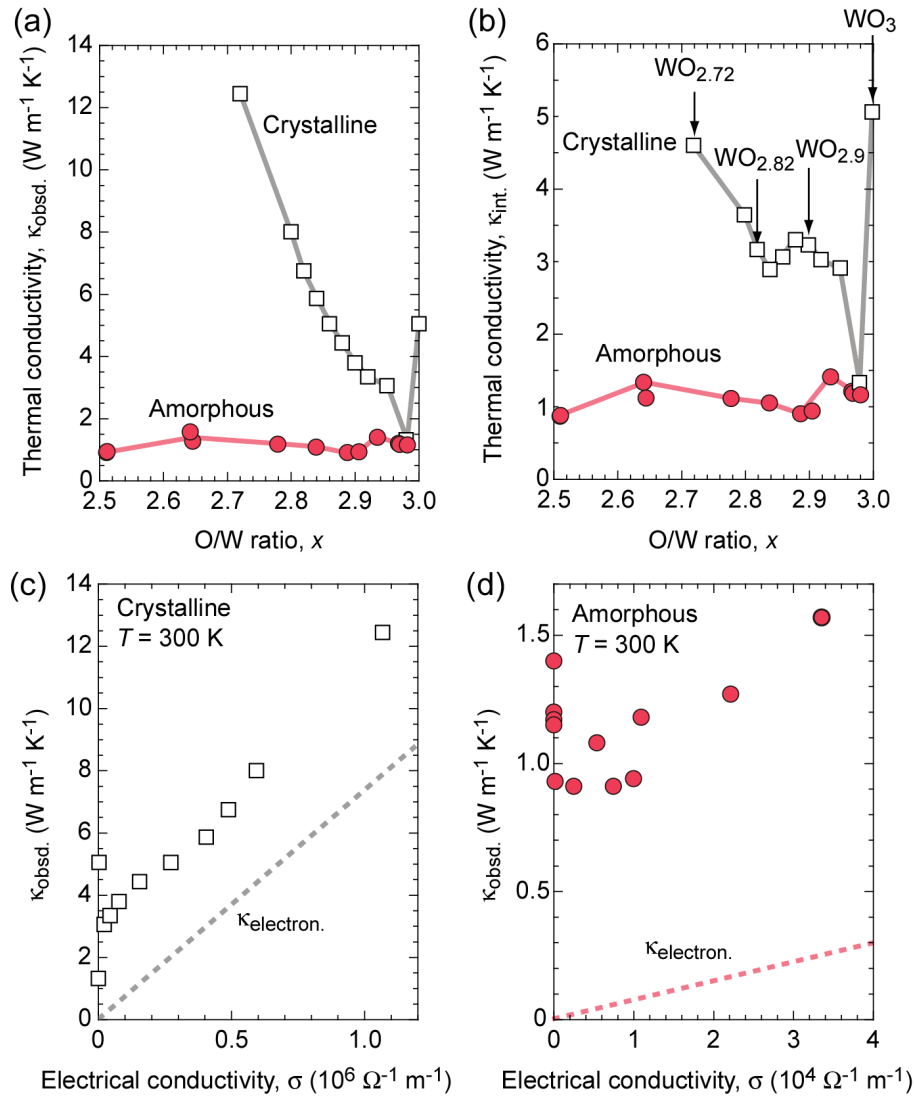 (a)
Thermal conductivity, κobsd. (W m-1 K-1)
14
12
10
8
6
4
2
0
Crystalline
Amorphous
2.5 2.6 2.7 2.8 2.9 3.0
O/W ratio, x
(b)
Thermal conductivity, κint. (W m-1 K-1)
6
5
4
3
2
1
0
WO3
WO2.72
Crystalline
WO2.82
WO2.9
Amorphous
2.5 2.6 2.7 2.8 2.9 3.0
O/W ratio, x
(c)
κobsd. (W m-1 K-1)
14
12
10
8
6
4
2
0
Crystalline
T = 300 K
κelectron.
0 0.5 1.0
Electrical conductivity, σ (10^6 Ω-1 m-1)
(d)
κobsd. (W m-1 K-1)
1.5
1.0
0.5
0
Amorphous
T = 300 K
κelectron.
0 1 2 3 4
Electrical conductivity, σ (10^4 Ω-1 m-1)